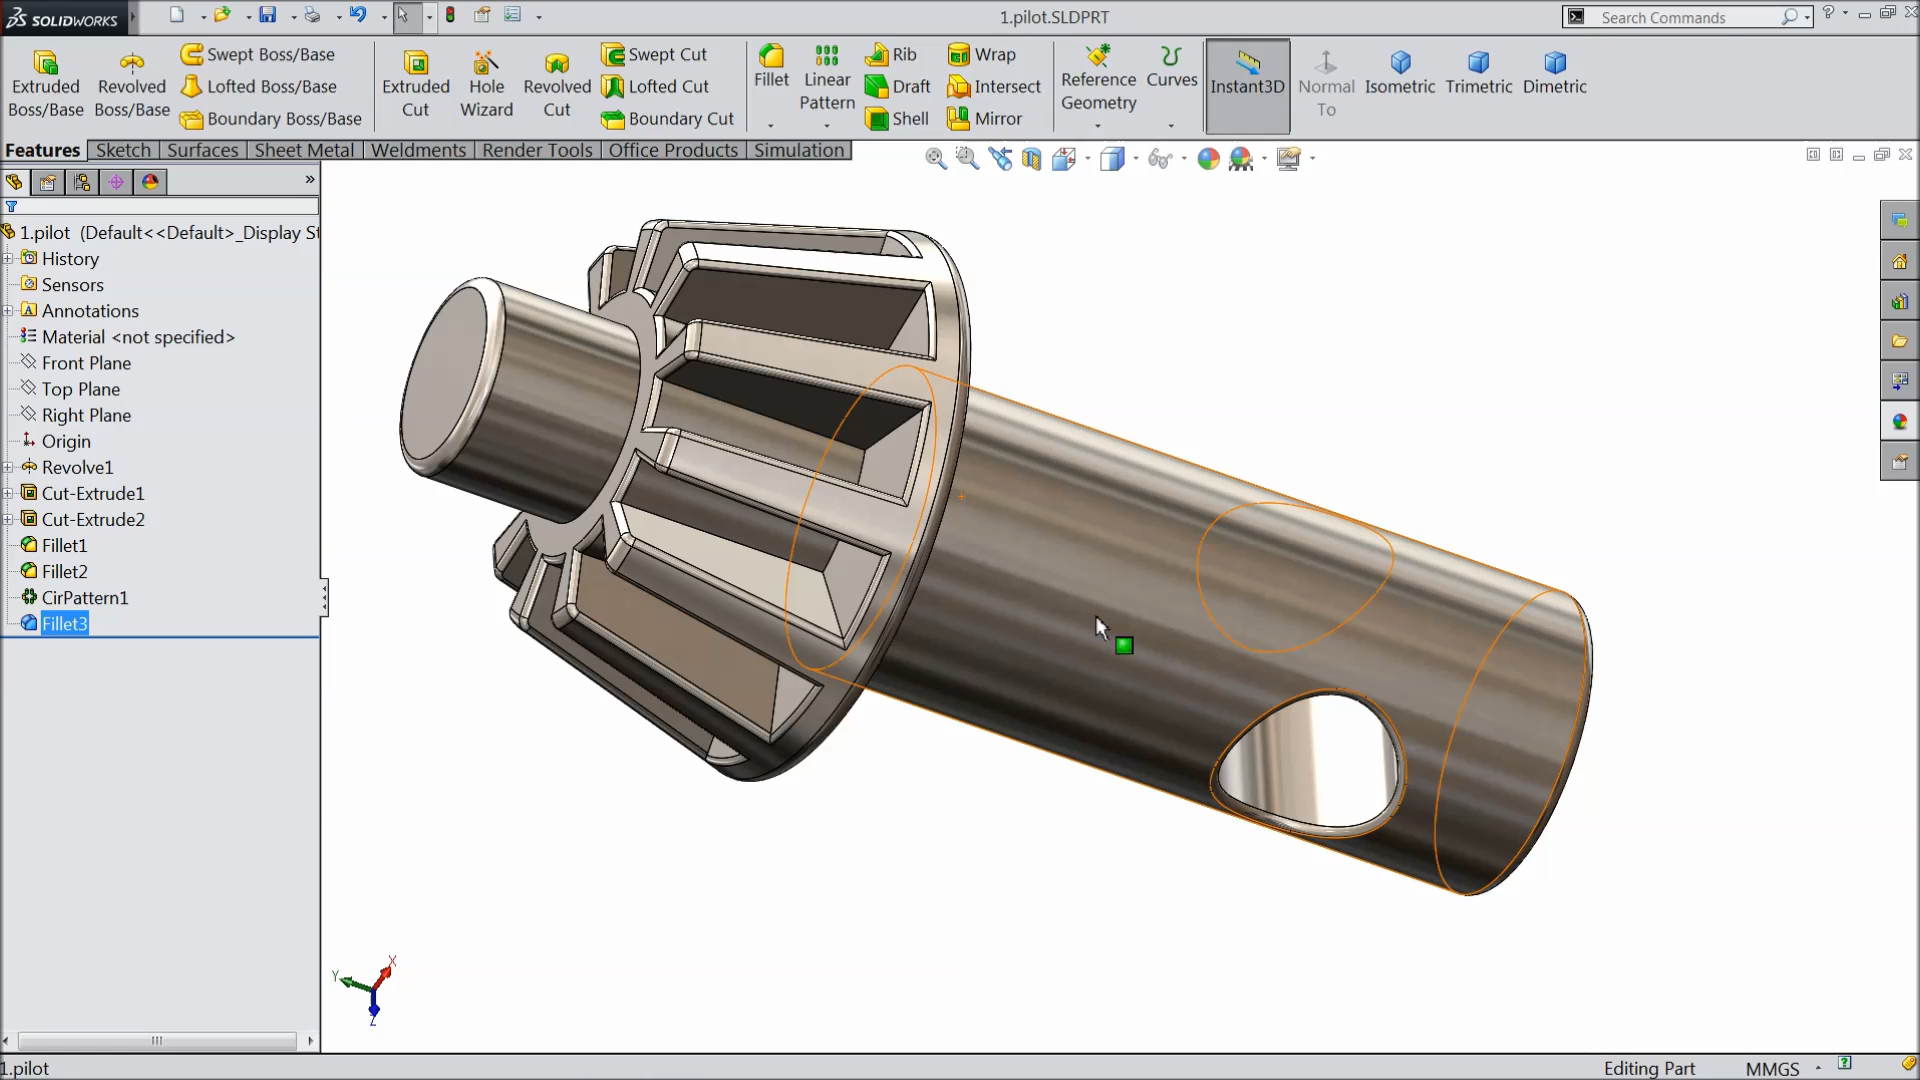 SOLIDWORKS
1.pilot.SLDPRT
Search Commands
?
Extruded Boss/Base
Revolved Boss/Base
Swept Boss/Base
Lofted Boss/Base
Boundary Boss/Base
Extruded Cut
Hole Wizard
Revolved Cut
Swept Cut
Lofted Cut
Boundary Cut
Fillet
Linear Pattern
Rib
Draft
Shell
Wrap
Intersect
Mirror
Reference Geometry
Curves
Instant3D
Normal To
Isometric
Trimetric
Dimetric
Features
Sketch
Surfaces
Sheet Metal
Weldments
Render Tools
Office Products
Simulation
»
1.pilot (Default<<Default>_Display St
History
Sensors
A Annotations
Material <not specified>
Front Plane
Top Plane
Right Plane
Origin
Revolve1
Cut-Extrude1
Cut-Extrude2
Fillet1
Fillet2
CirPattern1
Fillet3
X
Y
Z
1.pilot
Editing Part
MMGS
?